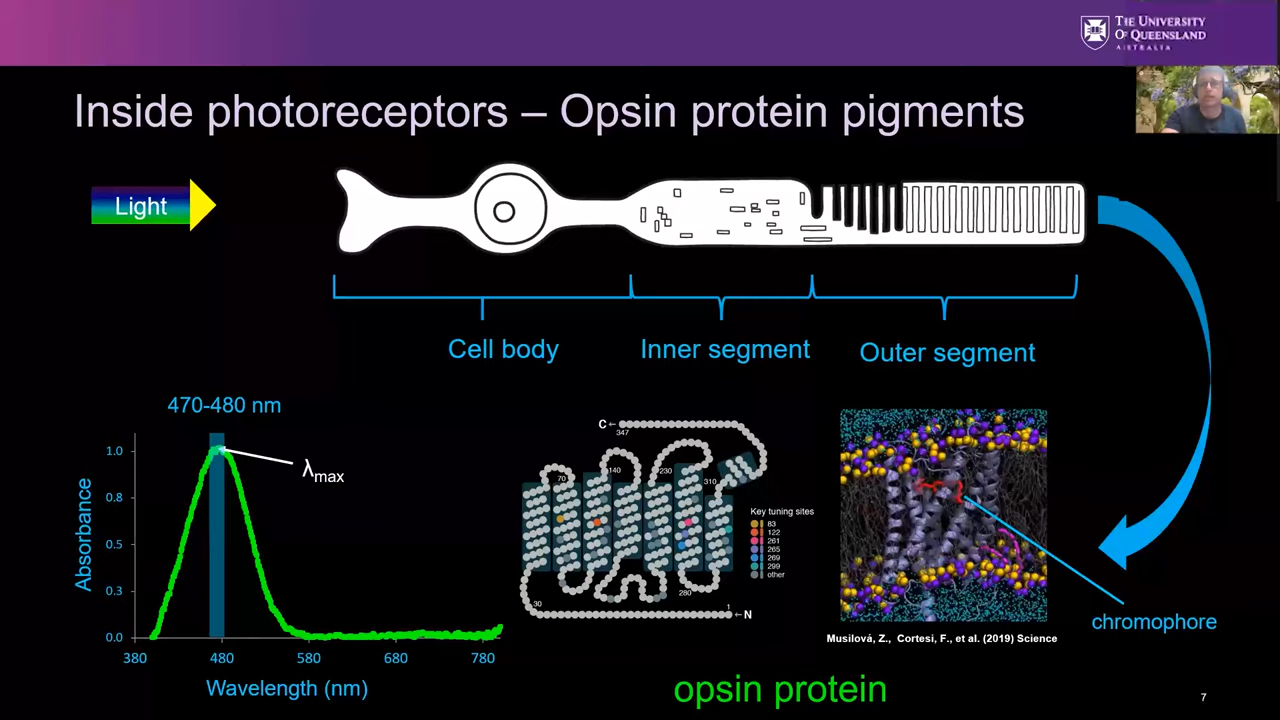 THE UNIVERSITY
OF QUEENSLAND
AUSTRALIA
Inside photoreceptors – Opsin protein pigments
Light
Cell body
Inner segment
Outer segment
470-480 nm
λmax
Absorbance
1.0
0.8
0.5
0.3
0.0
380
480
580
680
780
Wavelength (nm)
C
347
70
140
230
310
30
280
1
N
Key tuning sites
83
122
261
265
269
299
other
chromophore
Musilová, Z., Cortesi, F., et al. (2019) Science
opsin protein
7